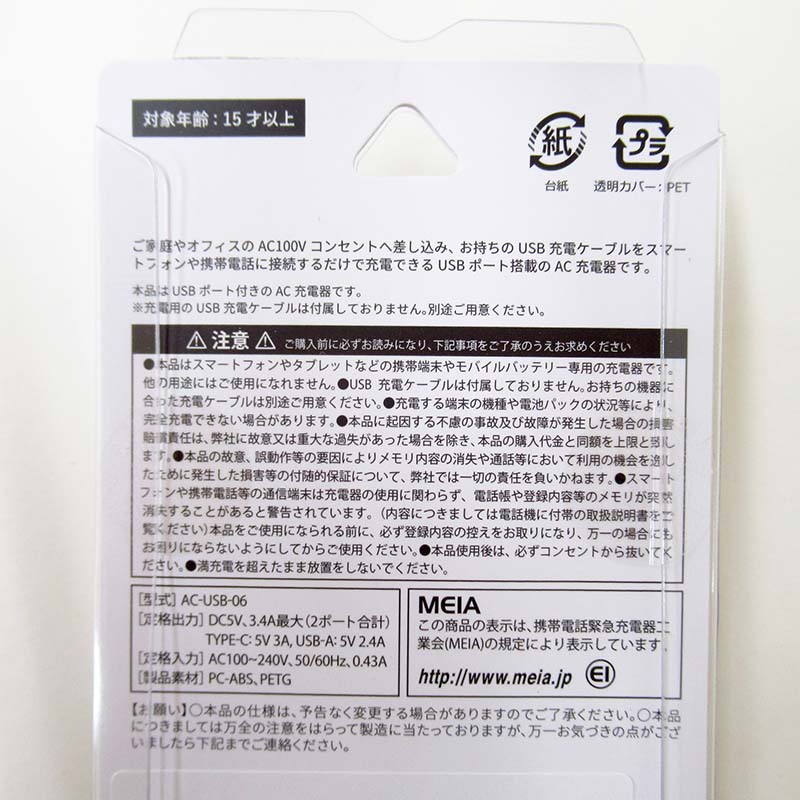 対象年齢：15 才以上
紙
プラ
台紙 透明カバー：PET
ご家庭やオフィスの AC100V コンセントへ差し込み、お持ちの USB 充電ケーブルをスマー
トフォンや携帯電話に接続するだけで充電できる USB ポート搭載の AC 充電器です。
本品は USB ポート付きの AC 充電器です。
※充電用の USB 充電ケーブルは付属しておりません。別途ご用意ください。
注意 ご購入前に必ずお読みになり、下記事項をご了承のうえお求めください
●本品はスマートフォンやタブレットなどの携帯端末やモバイルバッテリー専用の充電器です。
他の用途にはご使用になれません。●USB 充電ケーブルは付属しておりません。お持ちの機器に
合った充電ケーブルは別途ご用意ください。●充電する端末の機種や電池パックの状況等により、
完全充電できない場合があります。●本品に起因する不慮の事故及び故障が発生した場合の損害
賠償責任は、弊社に故意又は重大な過失があった場合を除き、本品の購入代金と同額を上限と致し
ます。●本品の故意、誤動作等の要因によりメモリ内容の消失や通話等において利用の機会を逸し
たために発生した損害等の付随的保証について、弊社では一切の責任を負いかねます。●スマート
フォンや携帯電話等の通信端末は充電器の使用に関わらず、電話帳や登録内容等のメモリが突然
消失することがあると警告されています。（内容につきましては電話機に付帯の取扱説明書をご
覧ください）本品をご使用になられる前に、必ず登録内容の控えをお取りになり、万一の場合にも
お困りにならないようにしてからご使用ください。●本品使用後は、必ずコンセントから抜いてく
ださい。●満充電を超えたまま放置をしないでください。
[型式] AC-USB-06
[定格出力] DC5V、3.4A最大（2ポート合計）
TYPE-C: 5V 3A, USB-A: 5V 2.4A
[定格入力] AC100~240V、50/60Hz、0.43A
[製品素材] PC-ABS、PETG
MEIA
この商品の表示は、携帯電話緊急充電器工
業会(MEIA)の規定により表示しています。
http://www.meia.jp EI
【お願い】○本品の仕様は、予告なく変更する場合がありますのでご了承ください。○本品
につきましては万全の注意をはらって製造に当たっておりますが、万一お気づきの点がござ
いましたら下記までご連絡ください。